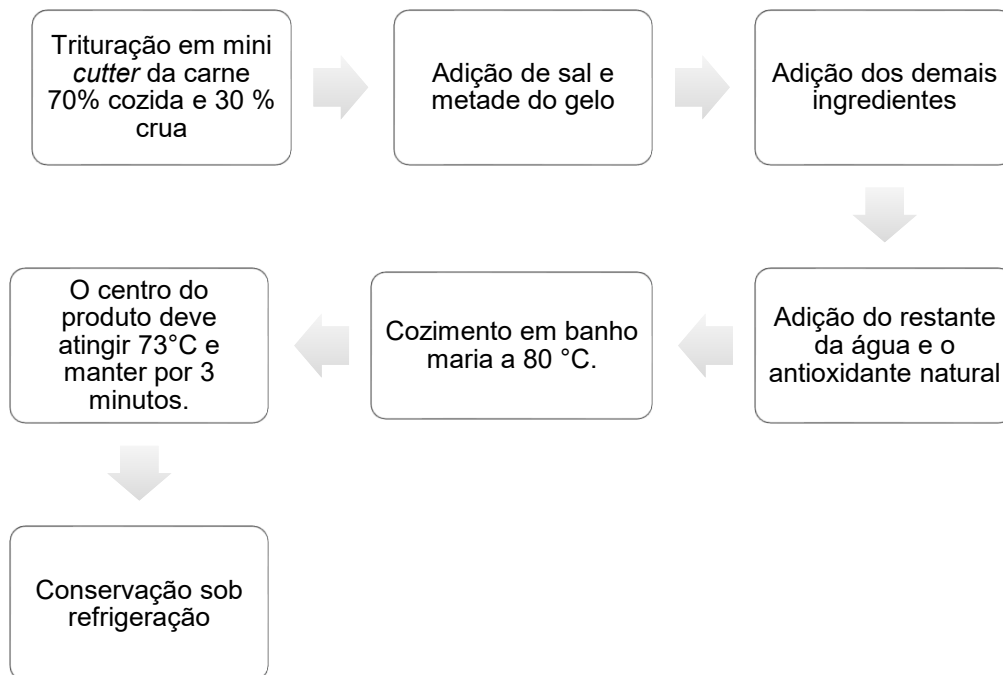 Trituração em mini
cutter da carne
70% cozida e 30 %
crua
Adição de sal e
metade do gelo
Adição dos demais
ingredientes
Adição do restante
da água e o
antioxidante natural
Cozimento em banho
maria a 80 °C.
O centro do
produto deve
atingir 73°C e
manter por 3
minutos.
Conservação sob
refrigeração